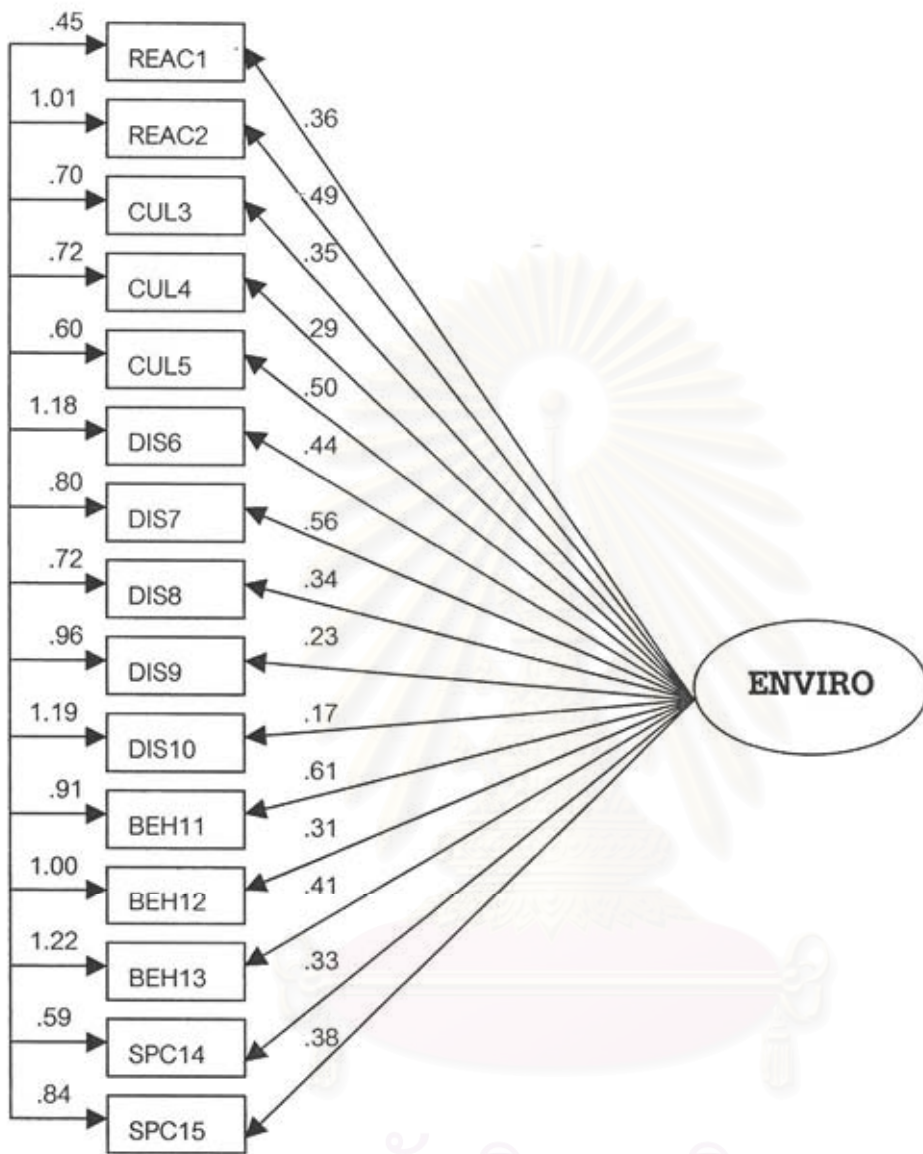 .45
REAC1
.36
1.01
REAC2
.49
.70
CUL3
.35
.72
CUL4
.29
.60
CUL5
.50
1.18
DIS6
.44
.80
DIS7
.56
.72
DIS8
.34
.96
DIS9
.23
ENVIRO
1.19
DIS10
.17
.91
BEH11
.61
1.00
BEH12
.31
1.22
BEH13
.41
.59
SPC14
.33
.84
SPC15
.38